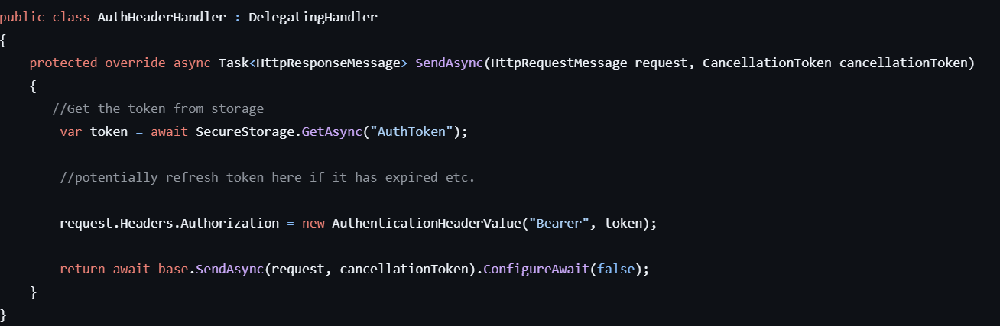 public class AuthHeaderHandler : DelegatingHandler
{
    protected override async Task<HttpResponseMessage> SendAsync(HttpRequestMessage request, CancellationToken cancellationToken)
    {
       //Get the token from storage
        var token = await SecureStorage.GetAsync("AuthToken");

        //potentially refresh token here if it has expired etc.

        request.Headers.Authorization = new AuthenticationHeaderValue("Bearer", token);

        return await base.SendAsync(request, cancellationToken).ConfigureAwait(false);
    }
}